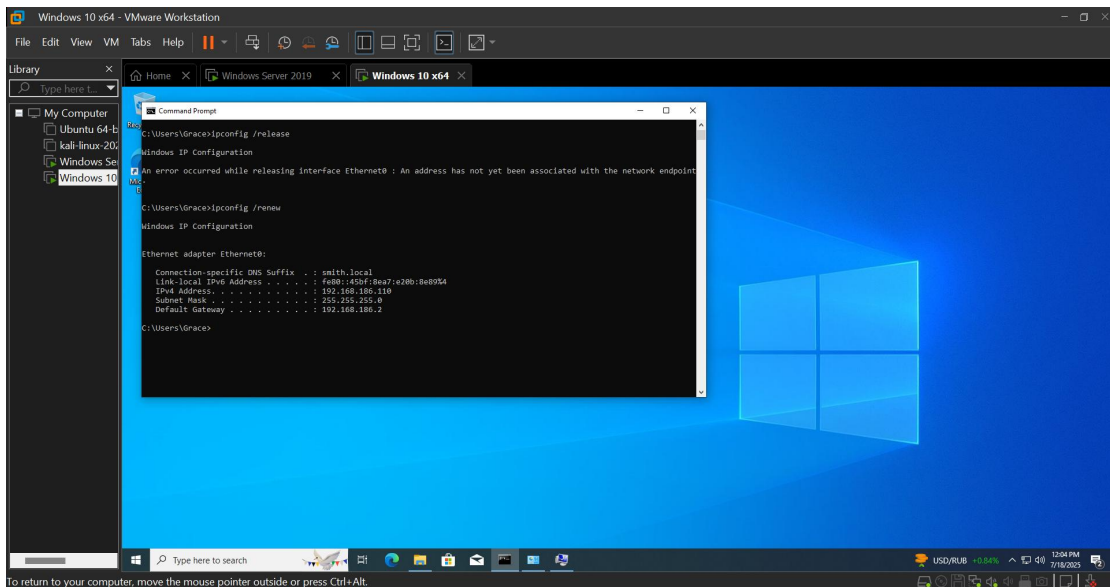 Windows 10 x64 - VMware Workstation
File Edit View VM Tabs Help
Library
Type here t...
Home
Windows Server 2019
Windows 10 x64
My Computer
Ubuntu 64-b
kali-linux-202
Windows Se
Windows 10
Command Prompt
C:\Users\Grace>ipconfig /release
Windows IP Configuration
An error occurred while releasing interface Ethernet0 : An address has not yet been associated with the network endpoint
.
C:\Users\Grace>ipconfig /renew
Windows IP Configuration
Ethernet adapter Ethernet0:
Connection-specific DNS Suffix . : smith.local
Link-local IPv6 Address . . . . . : fe80::45bf:8ea7:e20b:8e89%4
IPv4 Address. . . . . . . . . . . : 192.168.186.110
Subnet Mask . . . . . . . . . . . : 255.255.255.0
Default Gateway . . . . . . . . . : 192.168.186.2
C:\Users\Grace>
Type here to search
USD/RUB +0.84%
12:04 PM
7/18/2025
To return to your computer, move the mouse pointer outside or press Ctrl+Alt.